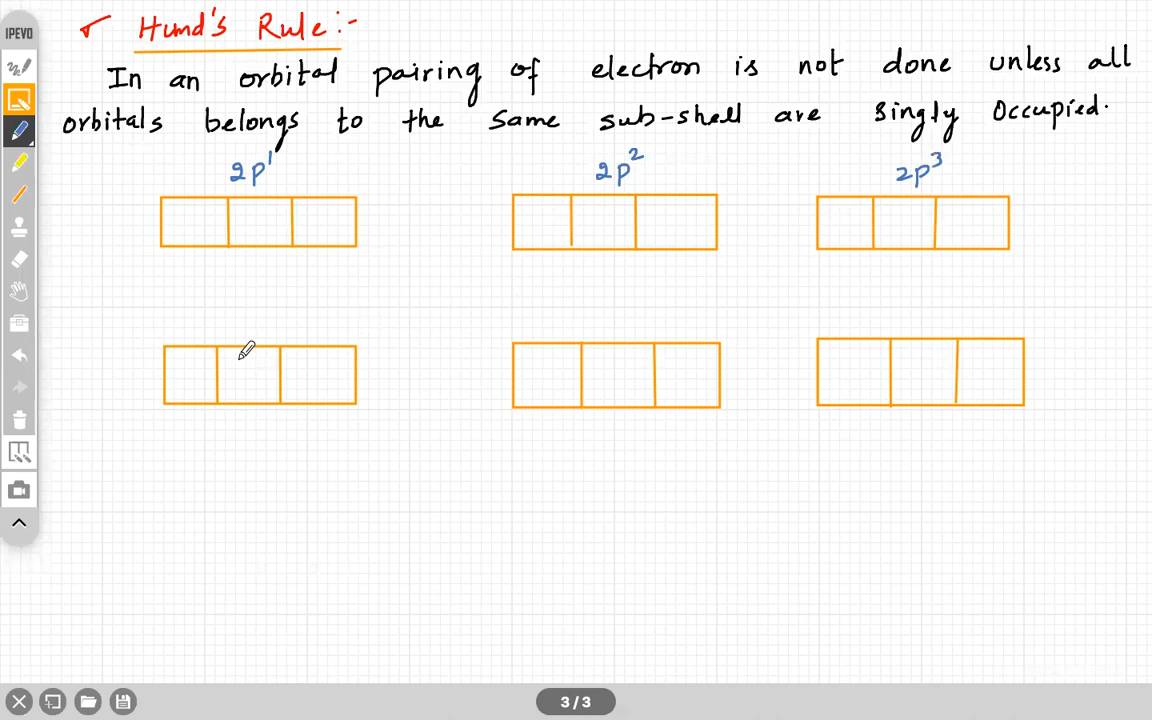 IPEVO
✓ Hund's Rule:-
In an orbital pairing of electron is not done unless all
orbitals belongs to the same sub-shell are singly occupied.
2p¹ 2p² 2p³
3/3